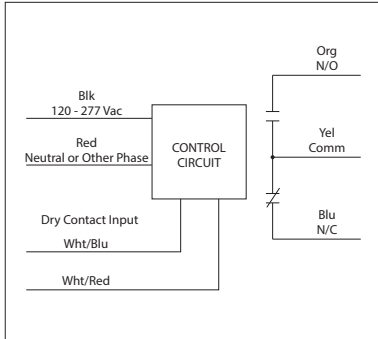 Org
N/O
Blk
120 - 277 Vac
Yel
Comm
Red
Neutral or Other Phase
CONTROL
CIRCUIT
Blu
N/C
Dry Contact Input
Wht/Blu
Wht/Red